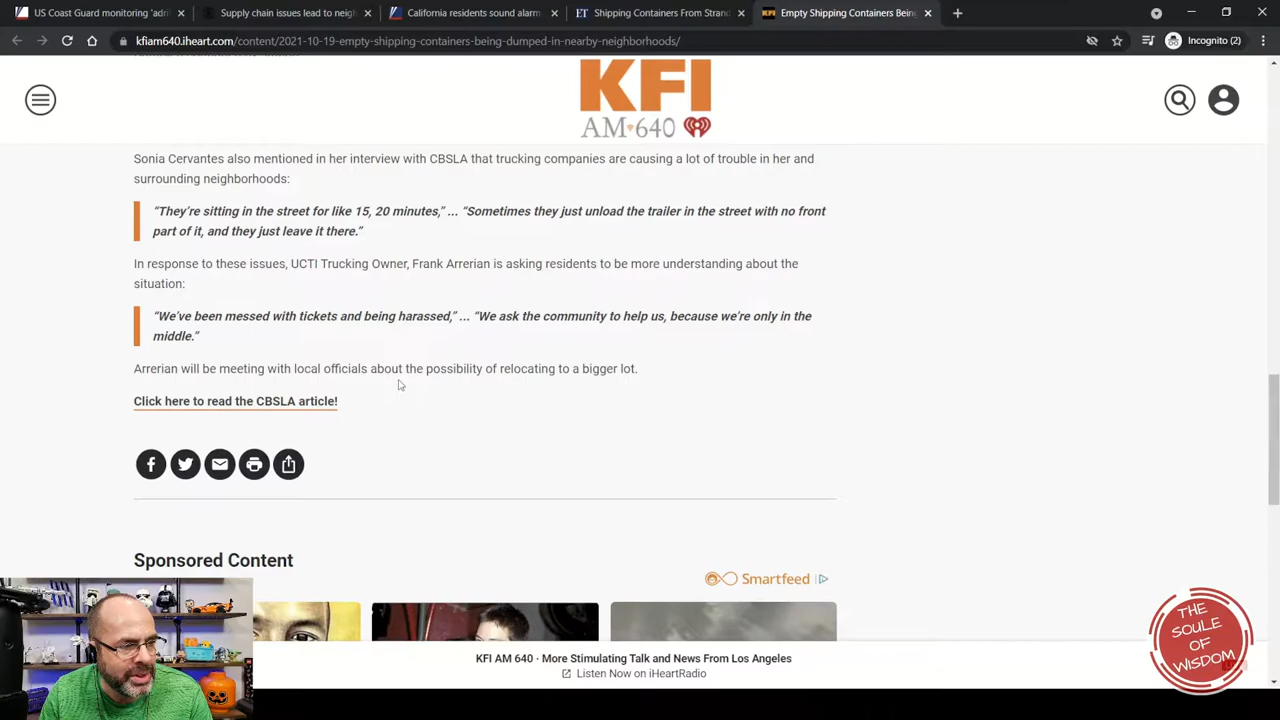 US Coast Guard monitoring 'adri
Supply chain issues lead to neigh
California residents sound alarm
ET Shipping Containers From Strand
KFI Empty Shipping Containers Bein
kfiam640.iheart.com/content/2021-10-19-empty-shipping-containers-being-dumped-in-nearby-neighborhoods/
Incognito (2)
KFI
AM 640
Sonia Cervantes also mentioned in her interview with CBSLA that trucking companies are causing a lot of trouble in her and
surrounding neighborhoods:
“They’re sitting in the street for like 15, 20 minutes,” ... “Sometimes they just unload the trailer in the street with no front
part of it, and they just leave it there.”
In response to these issues, UCTI Trucking Owner, Frank Arrerian is asking residents to be more understanding about the
situation:
“We’ve been messed with tickets and being harassed,” ... “We ask the community to help us, because we’re only in the
middle.”
Arrerian will be meeting with local officials about the possibility of relocating to a bigger lot.
Click here to read the CBSLA article!
Sponsored Content
Smartfeed
KFI AM 640 · More Stimulating Talk and News From Los Angeles
Listen Now on iHeartRadio
THE
SOULE
OF
WISDOM